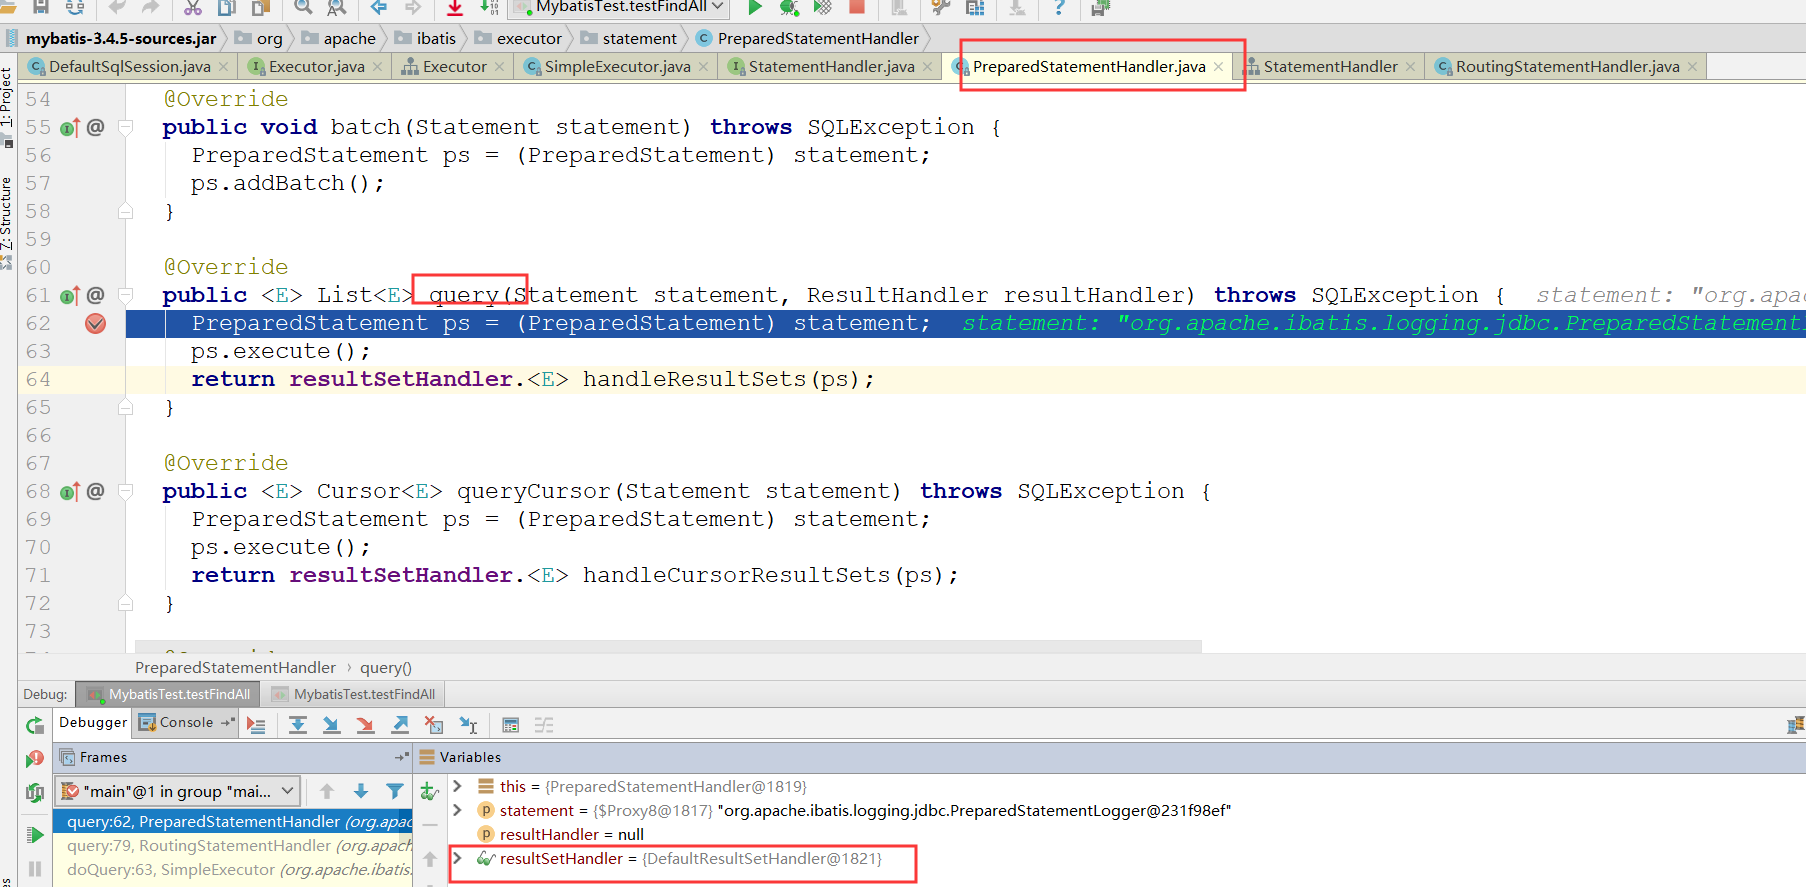 MybatisTest.testFindAll
mybatis-3.4.5-sources.jar org apache ibatis executor statement PreparedStatementHandler
DefaultSqlSession.java Executor.java Executor SimpleExecutor.java StatementHandler.java PreparedStatementHandler.java StatementHandler RoutingStatementHandler.java
1: Project
Z: Structure
54 @Override
55 @ public void batch(Statement statement) throws SQLException {
56 PreparedStatement ps = (PreparedStatement) statement;
57 ps.addBatch();
58 }
59
60 @Override
61 @ public <E> List<E> query(Statement statement, ResultHandler resultHandler) throws SQLException { statement: "org.apac
62 PreparedStatement ps = (PreparedStatement) statement; statement: "org.apache.ibatis.logging.jdbc.PreparedStatement
63 ps.execute();
64 return resultSetHandler.<E> handleResultSets(ps);
65 }
66
67 @Override
68 @ public <E> Cursor<E> queryCursor(Statement statement) throws SQLException {
69 PreparedStatement ps = (PreparedStatement) statement;
70 ps.execute();
71 return resultSetHandler.<E> handleCursorResultSets(ps);
72 }
73
PreparedStatementHandler › query()
Debug: MybatisTest.testFindAll MybatisTest.testFindAll
Debugger Console
Frames Variables
"main"@1 in group "mai...
query:62, PreparedStatementHandler (org.apac
query:79, RoutingStatementHandler (org.apach
doQuery:63, SimpleExecutor (org.apache.ibatis.
this = {PreparedStatementHandler@1819}
statement = {$Proxy8@1817} "org.apache.ibatis.logging.jdbc.PreparedStatementLogger@231f98ef"
resultHandler = null
resultSetHandler = {DefaultResultSetHandler@1821}